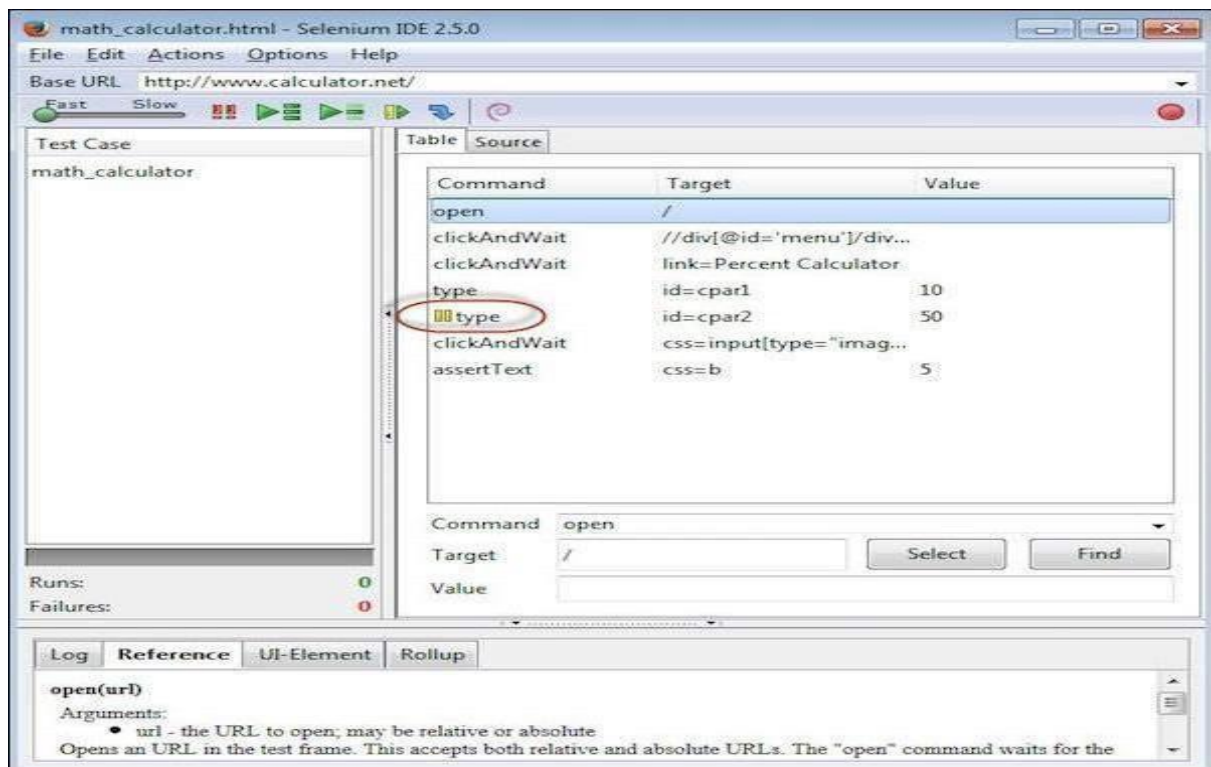 math_calculator.html - Selenium IDE 2.5.0
File Edit Actions Options Help
Base URL http://www.calculator.net/
Fast Slow
Test Case
math_calculator
Table Source
Command Target Value
open /
clickAndWait //div[@id='menu']/div...
clickAndWait link=Percent Calculator
type id=cpar1 10
type id=cpar2 50
clickAndWait css=input[type="imag...
assertText css=b 5
Command open
Target / Select Find
Value
Runs: 0
Failures: 0
Log Reference UI-Element Rollup
open(url)
Arguments:
• url - the URL to open; may be relative or absolute
Opens an URL in the test frame. This accepts both relative and absolute URLs. The "open" command waits for the